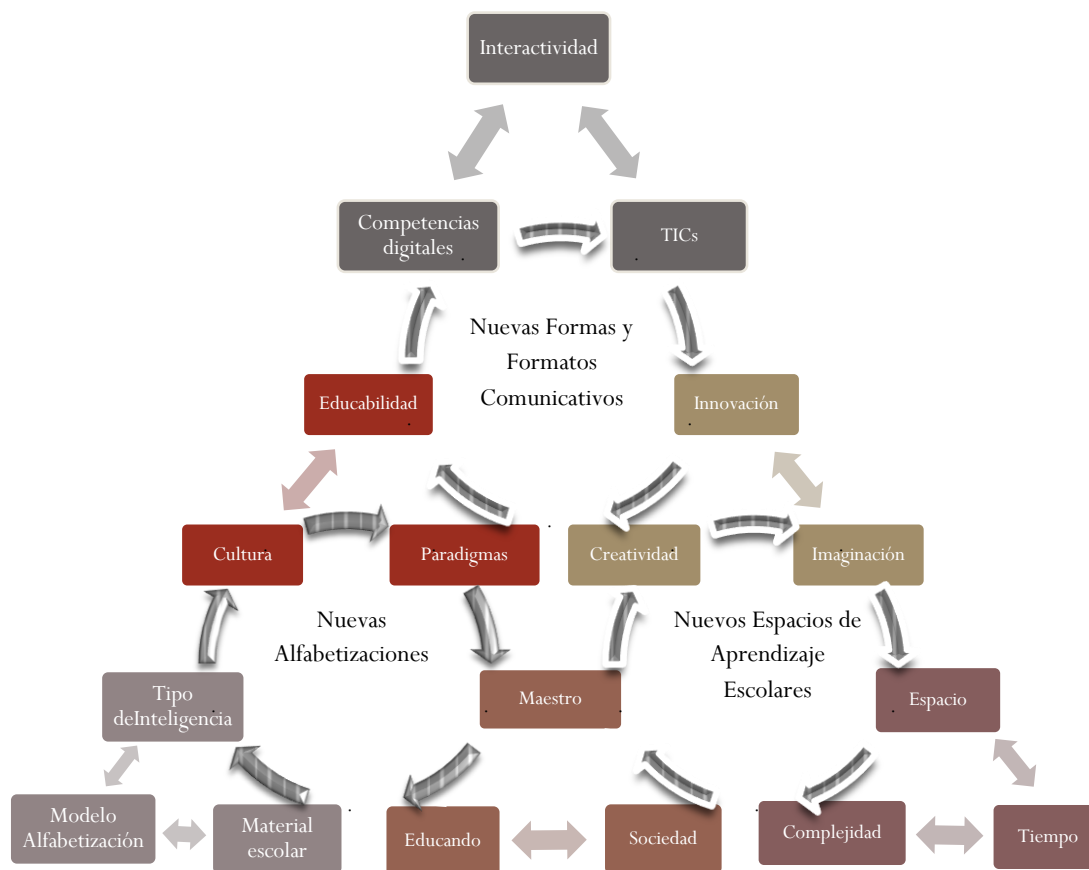 Interactividad
Competencias
digitales
TICs
Nuevas Formas y
Formatos
Comunicativos
Educabilidad
Innovación
Cultura
Paradigmas
Creatividad
Imaginación
Nuevas
Alfabetizaciones
Nuevos Espacios de
Aprendizaje
Escolares
Tipo
deInteligencia
Maestro
Espacio
Modelo
Alfabetización
Material
escolar
Educando
Sociedad
Complejidad
Tiempo